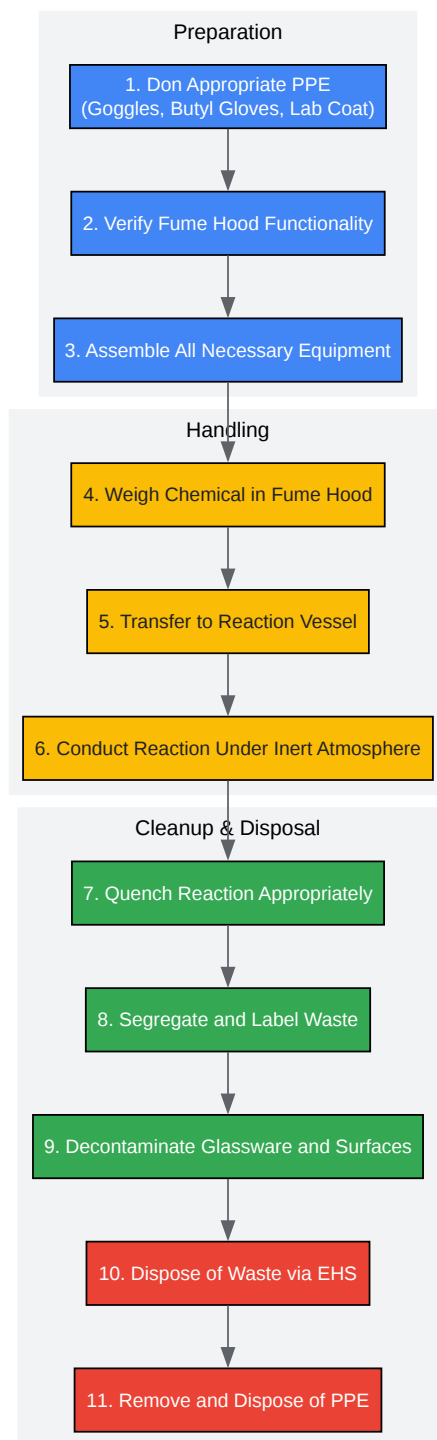 Preparation
1. Don Appropriate PPE
(Goggles, Butyl Gloves, Lab Coat)
2. Verify Fume Hood Functionality
3. Assemble All Necessary Equipment
Handling
4. Weigh Chemical in Fume Hood
5. Transfer to Reaction Vessel
6. Conduct Reaction Under Inert Atmosphere
Cleanup & Disposal
7. Quench Reaction Appropriately
8. Segregate and Label Waste
9. Decontaminate Glassware and Surfaces
10. Dispose of Waste via EHS
11. Remove and Dispose of PPE